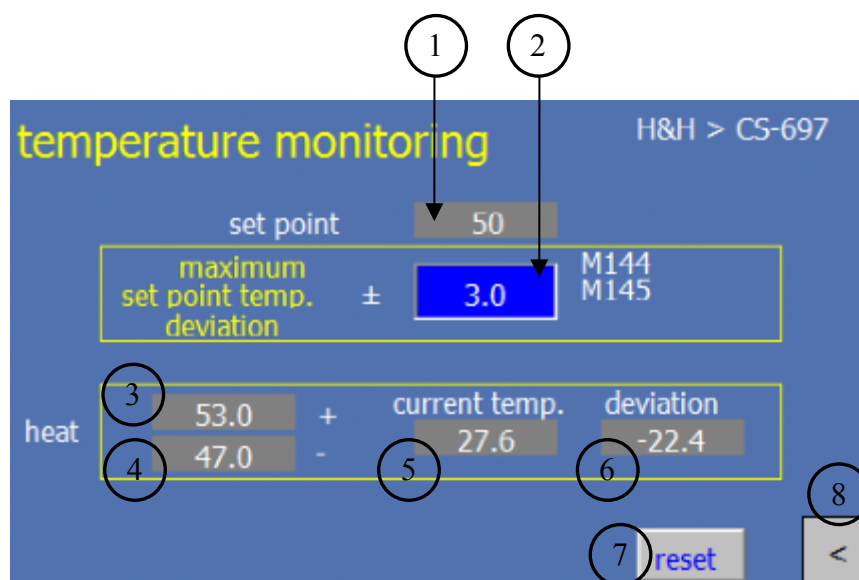 1 2
temperature monitoring H&H > CS-697
set point 50
maximum
set point temp.
deviation
± 3.0
M144
M145
3
heat
53.0 +
47.0 -
4
current temp.
27.6
5
deviation
-22.4
6
7 reset
8
<